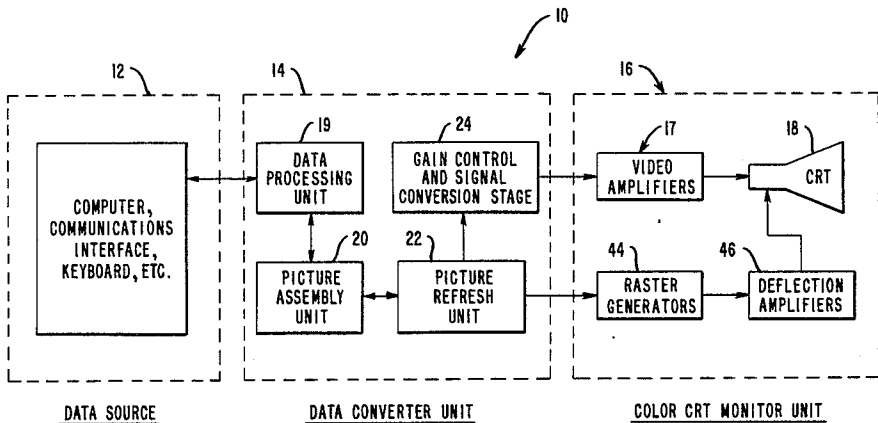 10
12
14
16
19
24
17
18
COMPUTER,
COMMUNICATIONS
INTERFACE,
KEYBOARD, ETC.
DATA
PROCESSING
UNIT
GAIN CONTROL
AND SIGNAL
CONVERSION STAGE
VIDEO
AMPLIFIERS
CRT
20
22
44
46
PICTURE
ASSEMBLY
UNIT
PICTURE
REFRESH
UNIT
RASTER
GENERATORS
DEFLECTION
AMPLIFIERS
DATA SOURCE
DATA CONVERTER UNIT
COLOR CRT MONITOR UNIT